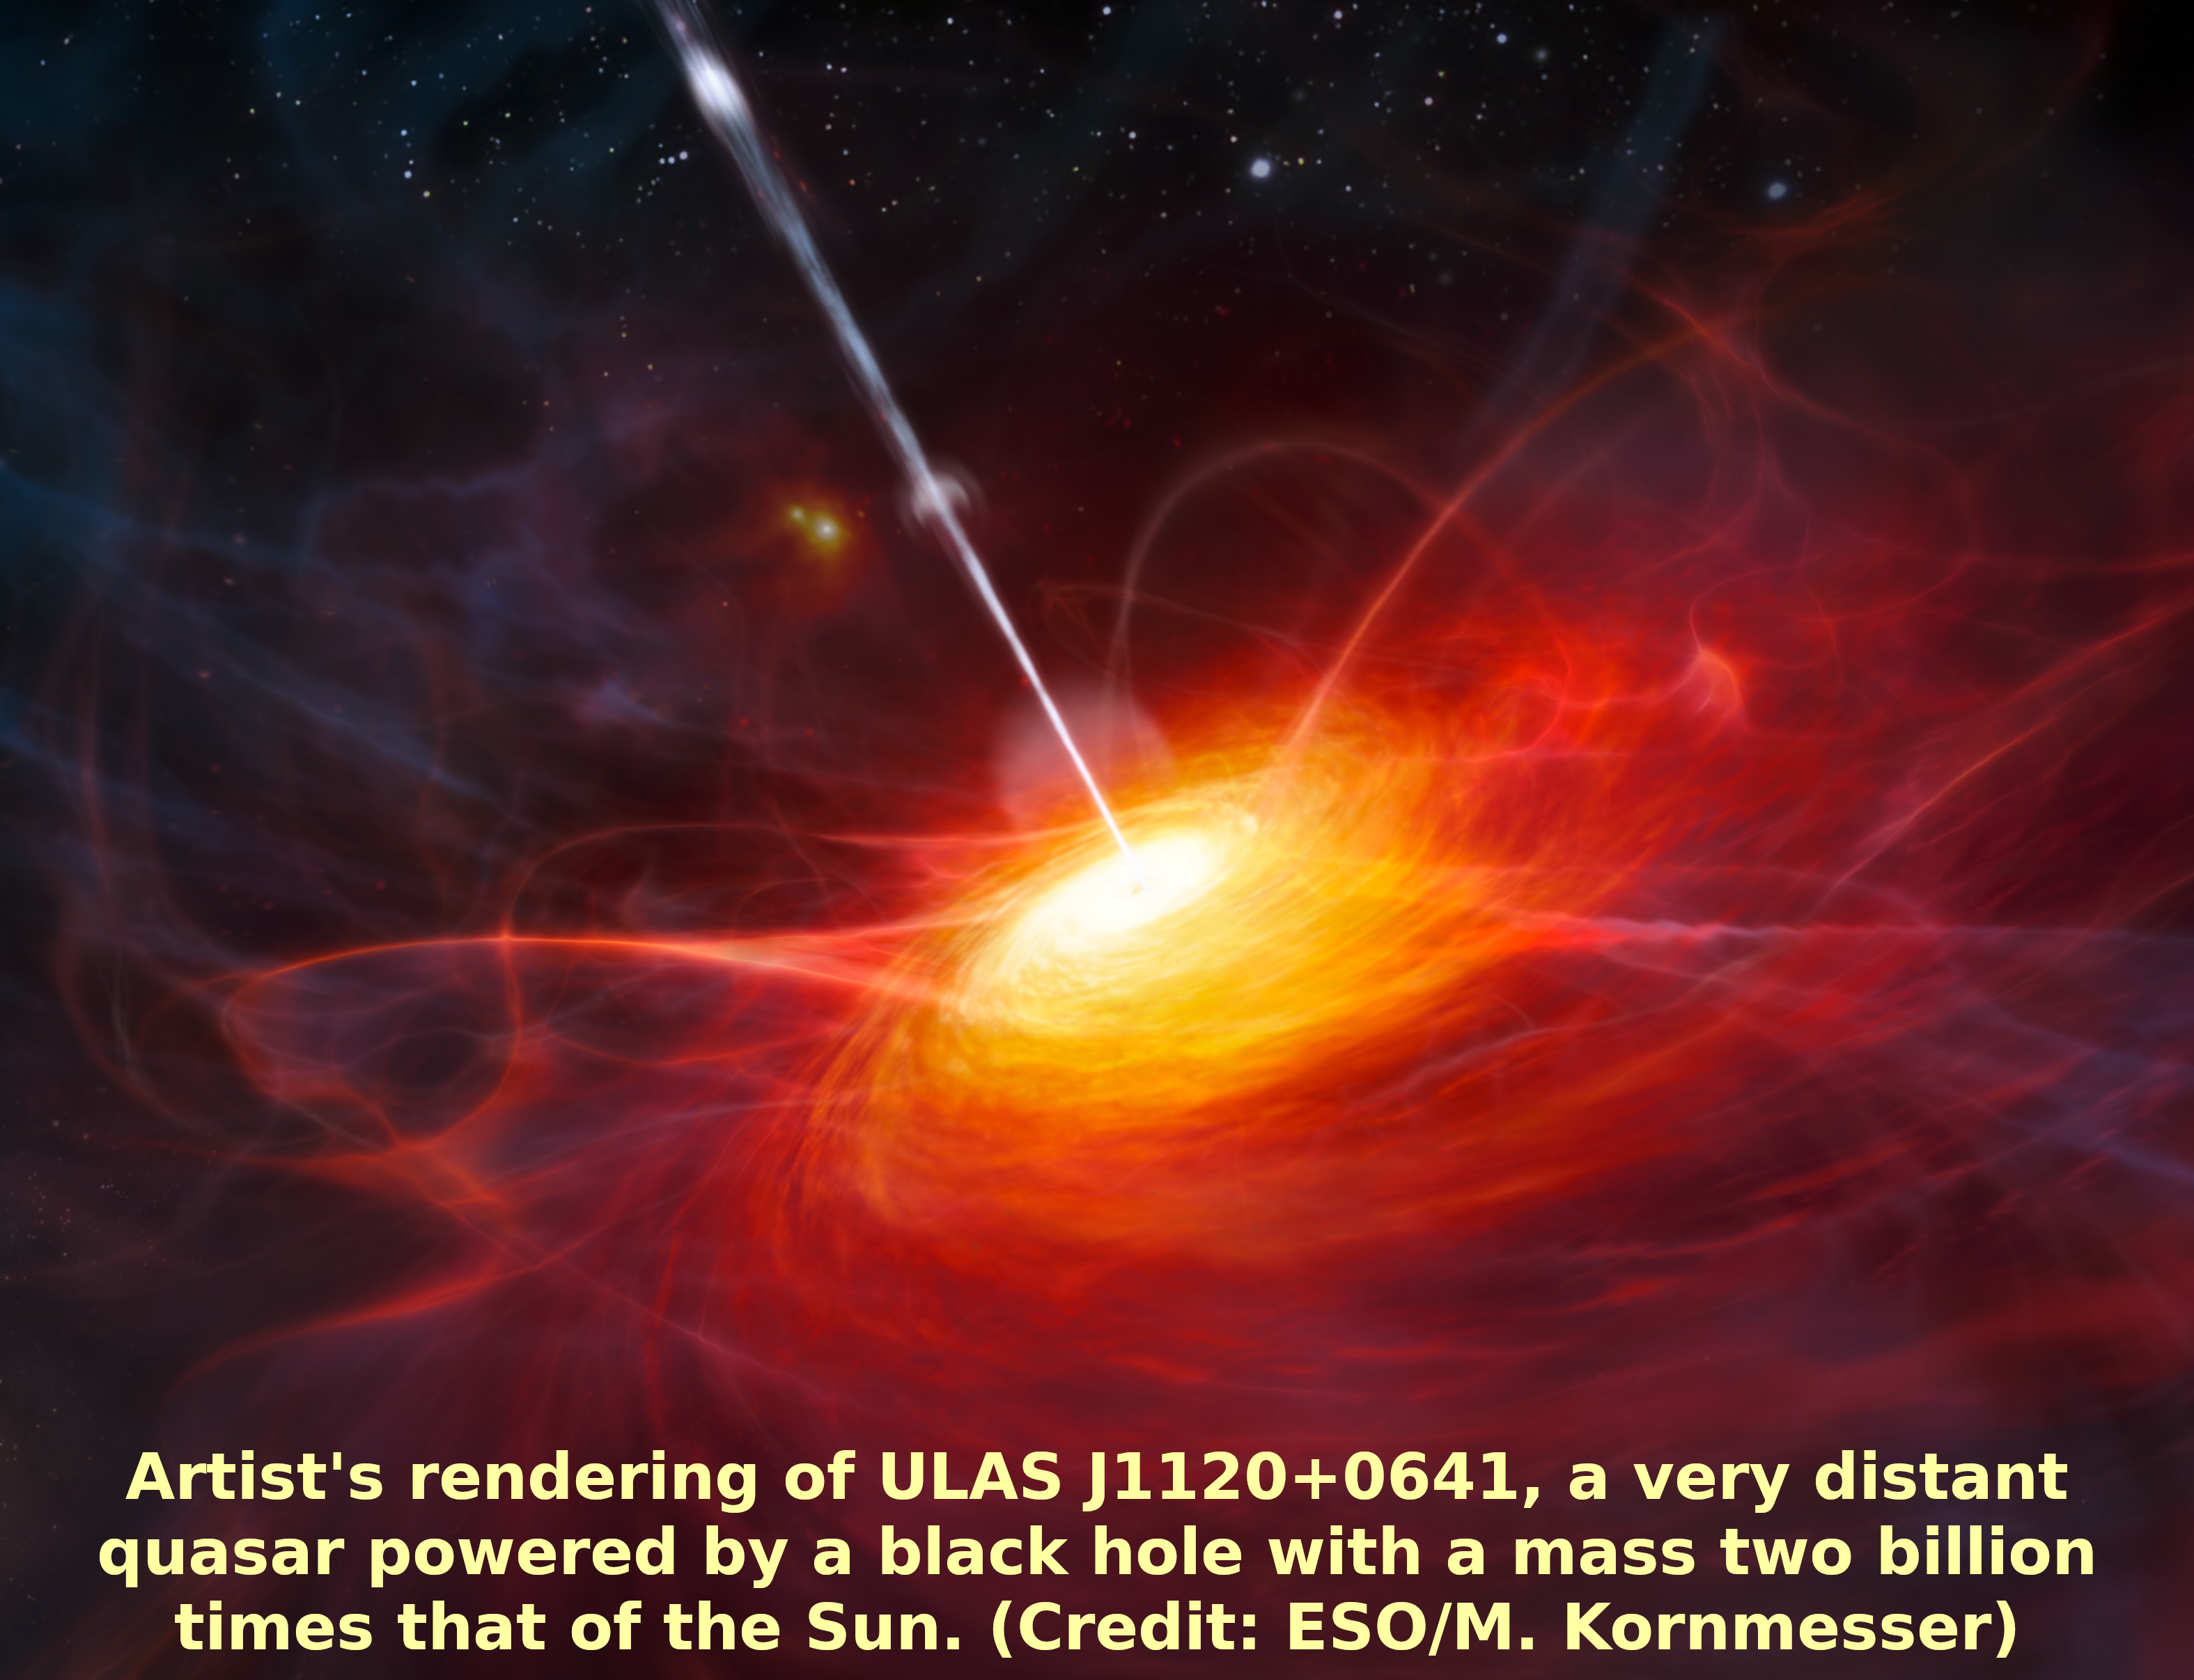 Artist's rendering of ULAS J1120+0641, a very distant
quasar powered by a black hole with a mass two billion
times that of the Sun. (Credit: ESO/M. Kornmesser)